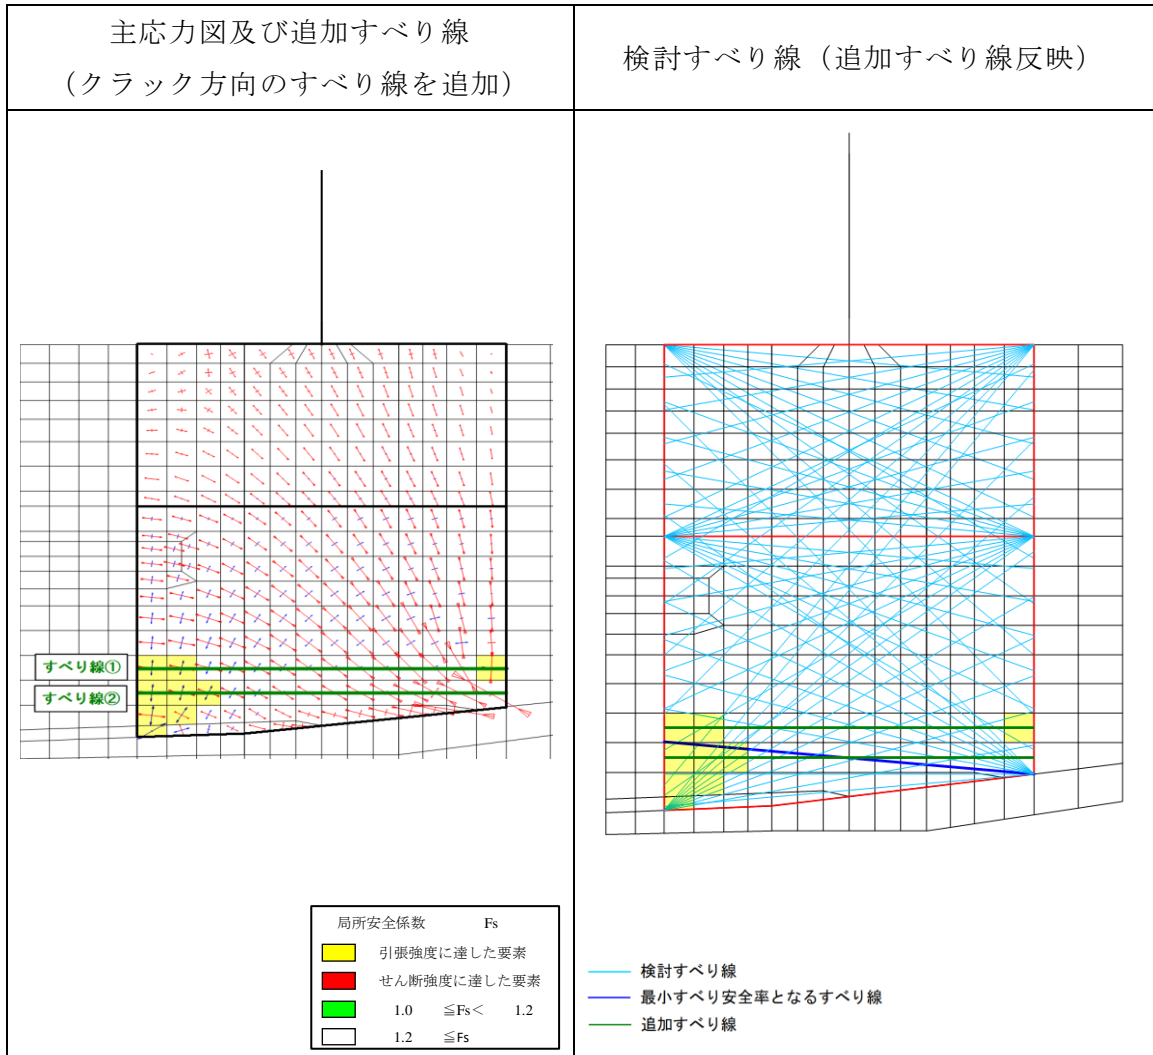 主応力図及び追加すべり線
（クラック方向のすべり線を追加）
検討すべり線（追加すべり線反映）
すべり線①
すべり線②
局所安全係数 Fs
引張強度に達した要素
せん断強度に達した要素
1.0 ≦Fs＜ 1.2
1.2 ≦Fs
検討すべり線
最小すべり安全率となるすべり線
追加すべり線